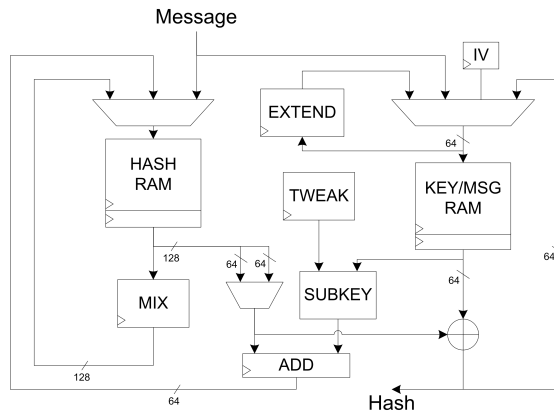 Message
IV
EXTEND
64
HASH
RAM
KEY/MSG
RAM
TWEAK
128
64
64
64
64
MIX
SUBKEY
ADD
128
64
Hash